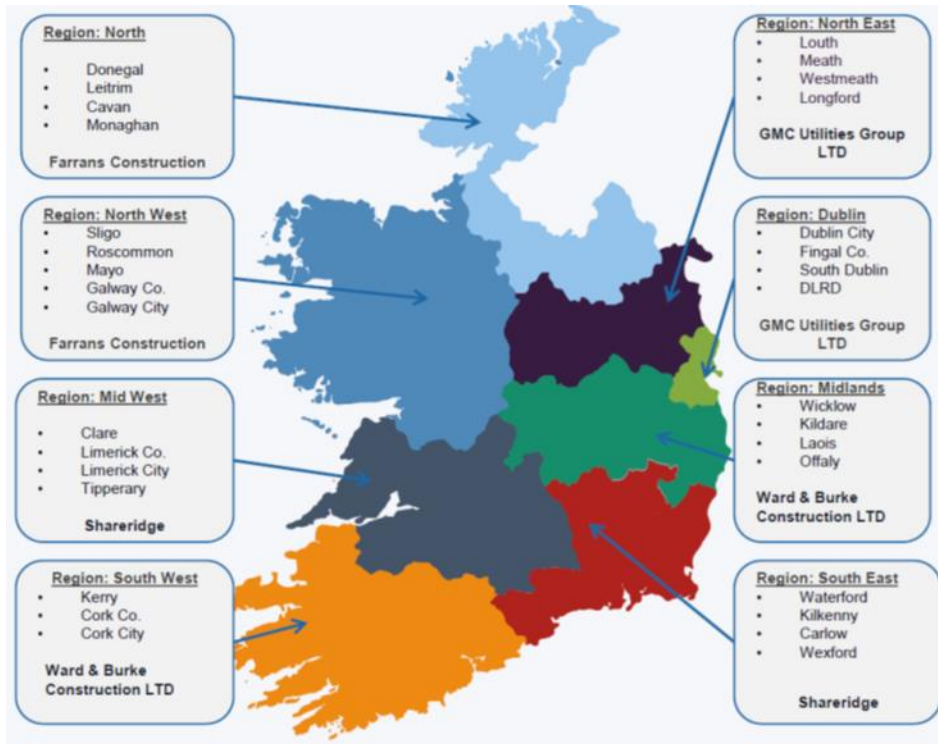 Region: North
• Donegal
• Leitrim
• Cavan
• Monaghan
Farrans Construction
Region: North West
• Sligo
• Roscommon
• Mayo
• Galway Co.
• Galway City
Farrans Construction
Region: Mid West
• Clare
• Limerick Co.
• Limerick City
• Tipperary
Shareridge
Region: South West
• Kerry
• Cork Co.
• Cork City
Ward & Burke
Construction LTD
Region: North East
• Louth
• Meath
• Westmeath
• Longford
GMC Utilities Group
LTD
Region: Dublin
• Dublin City
• Fingal Co.
• South Dublin
• DLRD
GMC Utilities Group
LTD
Region: Midlands
• Wicklow
• Kildare
• Laois
• Offaly
Ward & Burke
Construction LTD
Region: South East
• Waterford
• Kilkenny
• Carlow
• Wexford
Shareridge